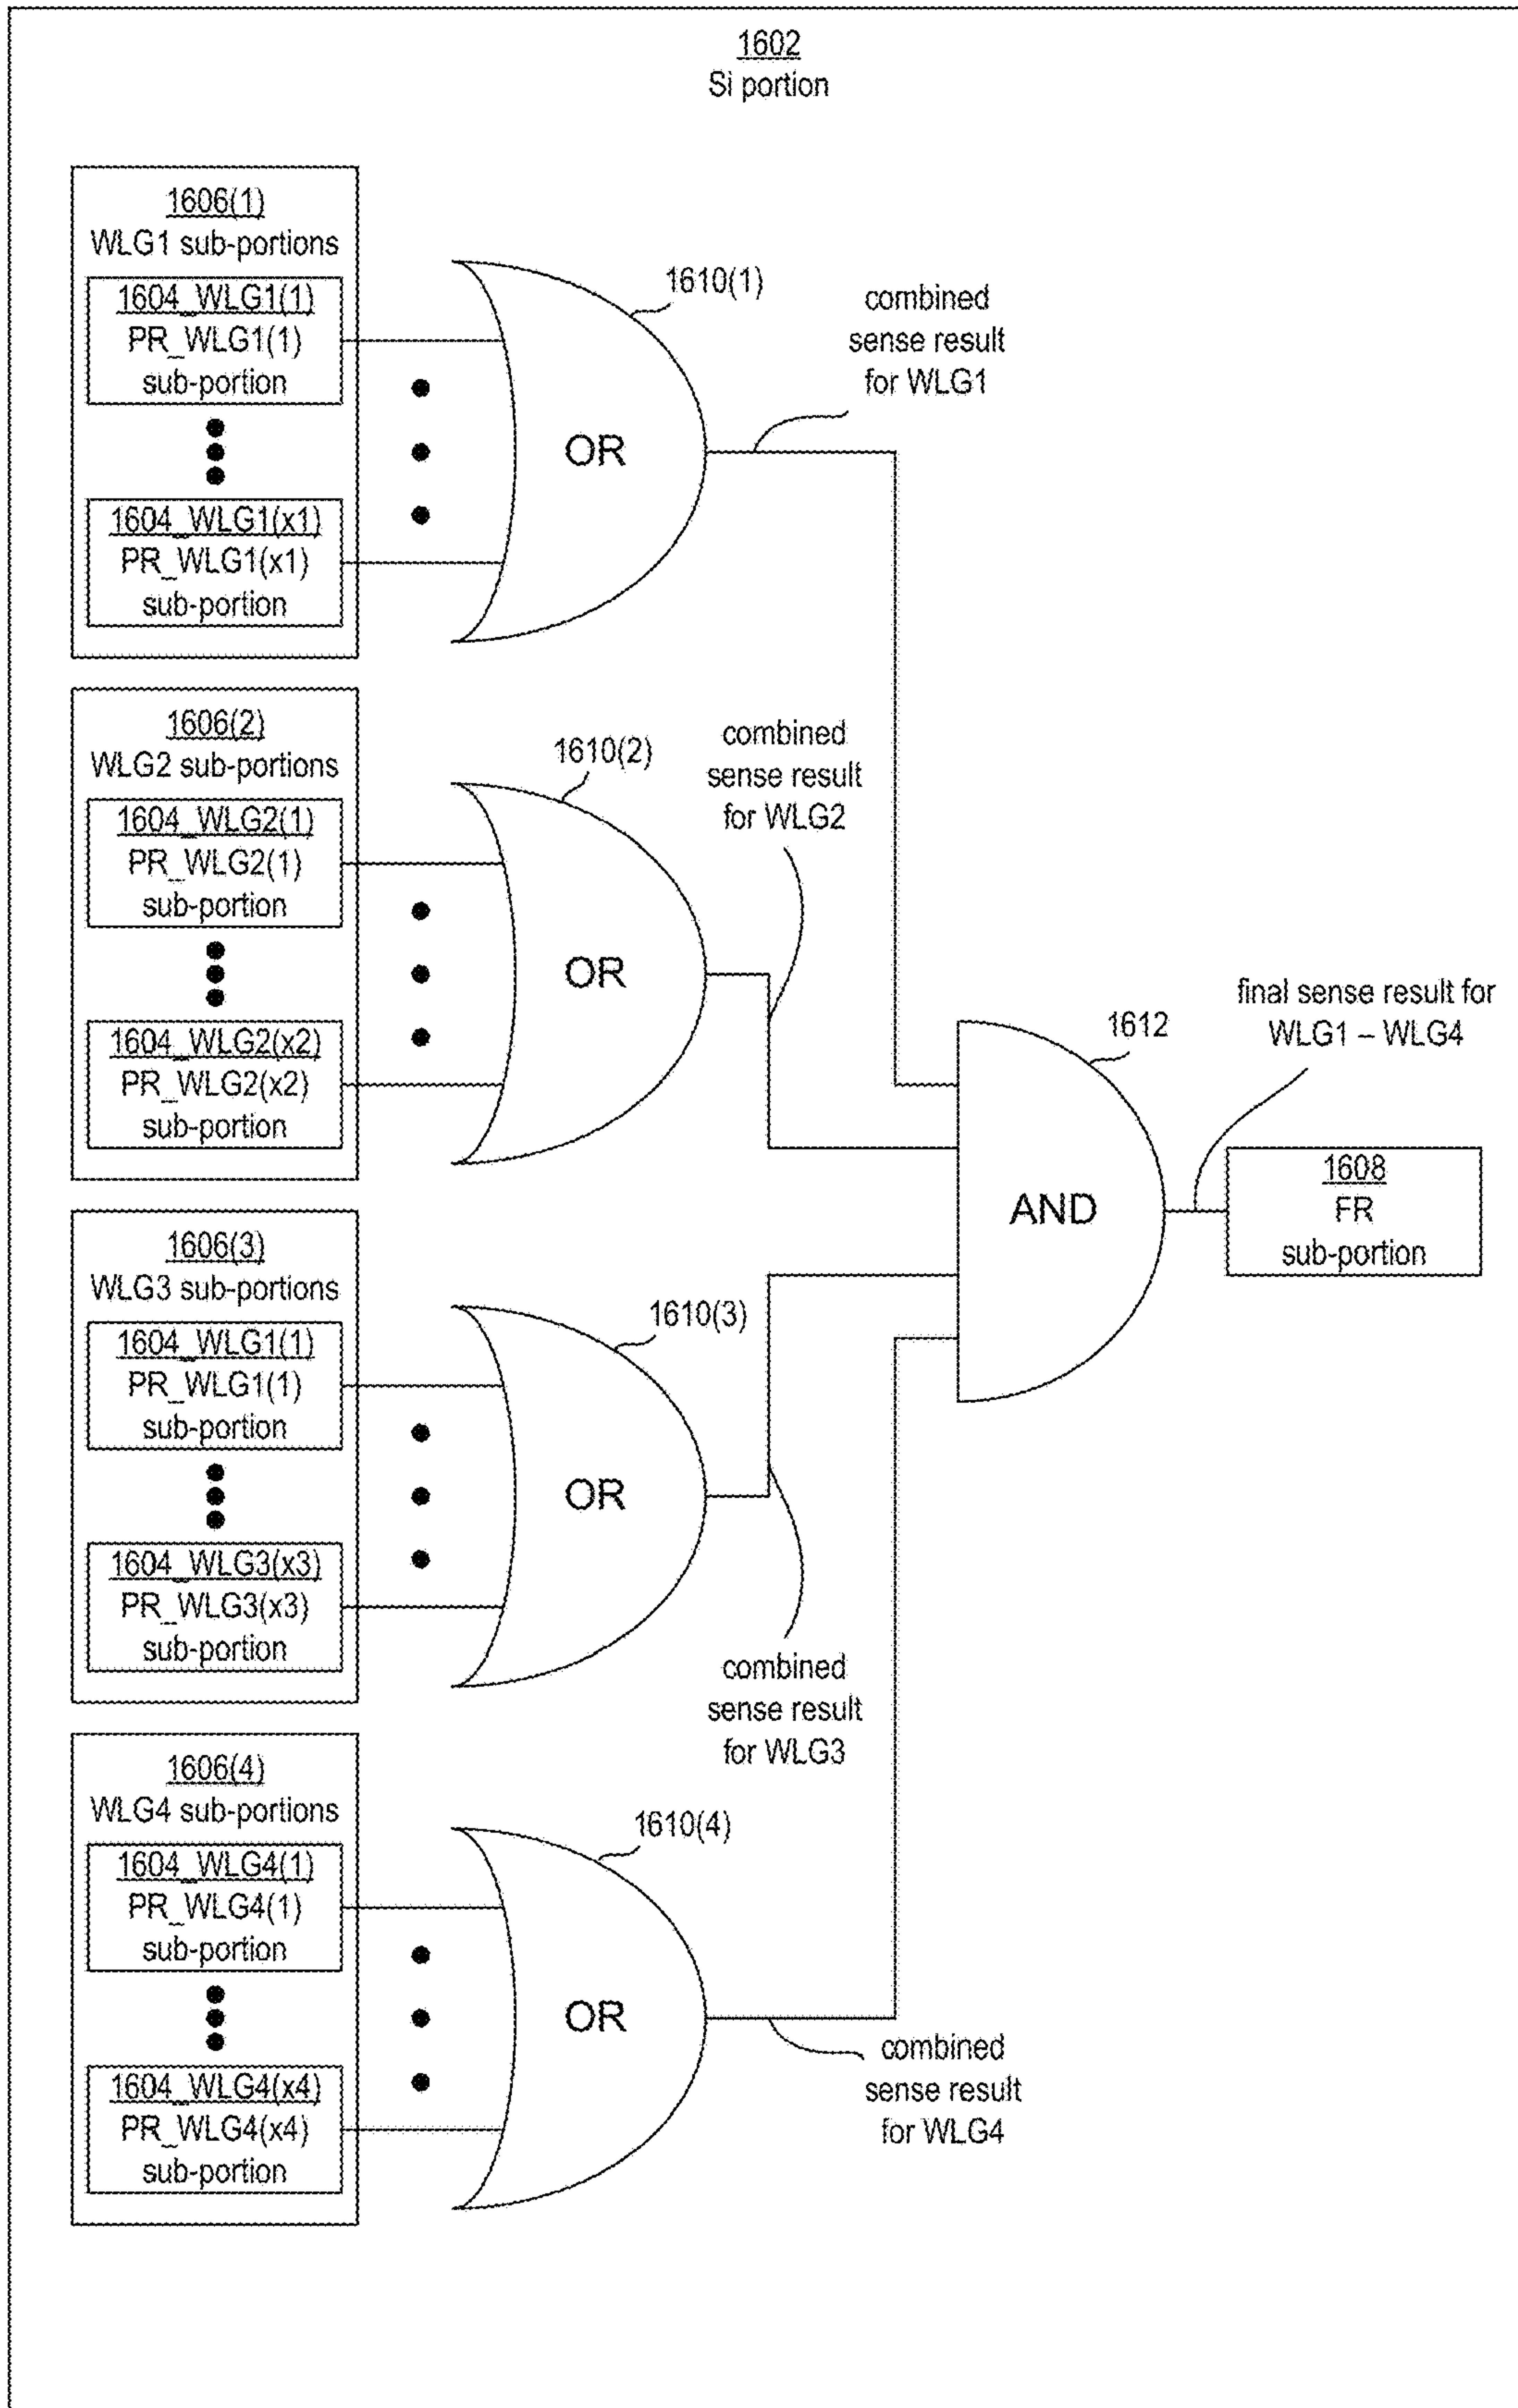 1602
Si portion
1606(1)
WLG1 sub-portions
1604_WLG1(1)
PR_WLG1(1)
sub-portion
1604_WLG1(x1)
PR_WLG1(x1)
sub-portion
OR
1610(1)
combined
sense result
for WLG1
1606(2)
WLG2 sub-portions
1604_WLG2(1)
PR_WLG2(1)
sub-portion
1604_WLG2(x2)
PR_WLG2(x2)
sub-portion
OR
1610(2)
combined
sense result
for WLG2
1606(3)
WLG3 sub-portions
1604_WLG1(1)
PR_WLG1(1)
sub-portion
1604_WLG3(x3)
PR_WLG3(x3)
sub-portion
OR
1610(3)
combined
sense result
for WLG3
1606(4)
WLG4 sub-portions
1604_WLG4(1)
PR_WLG4(1)
sub-portion
1604_WLG4(x4)
PR_WLG4(x4)
sub-portion
OR
1610(4)
combined
sense result
for WLG4
AND
1612
final sense result for
WLG1 – WLG4
1608
FR
sub-portion